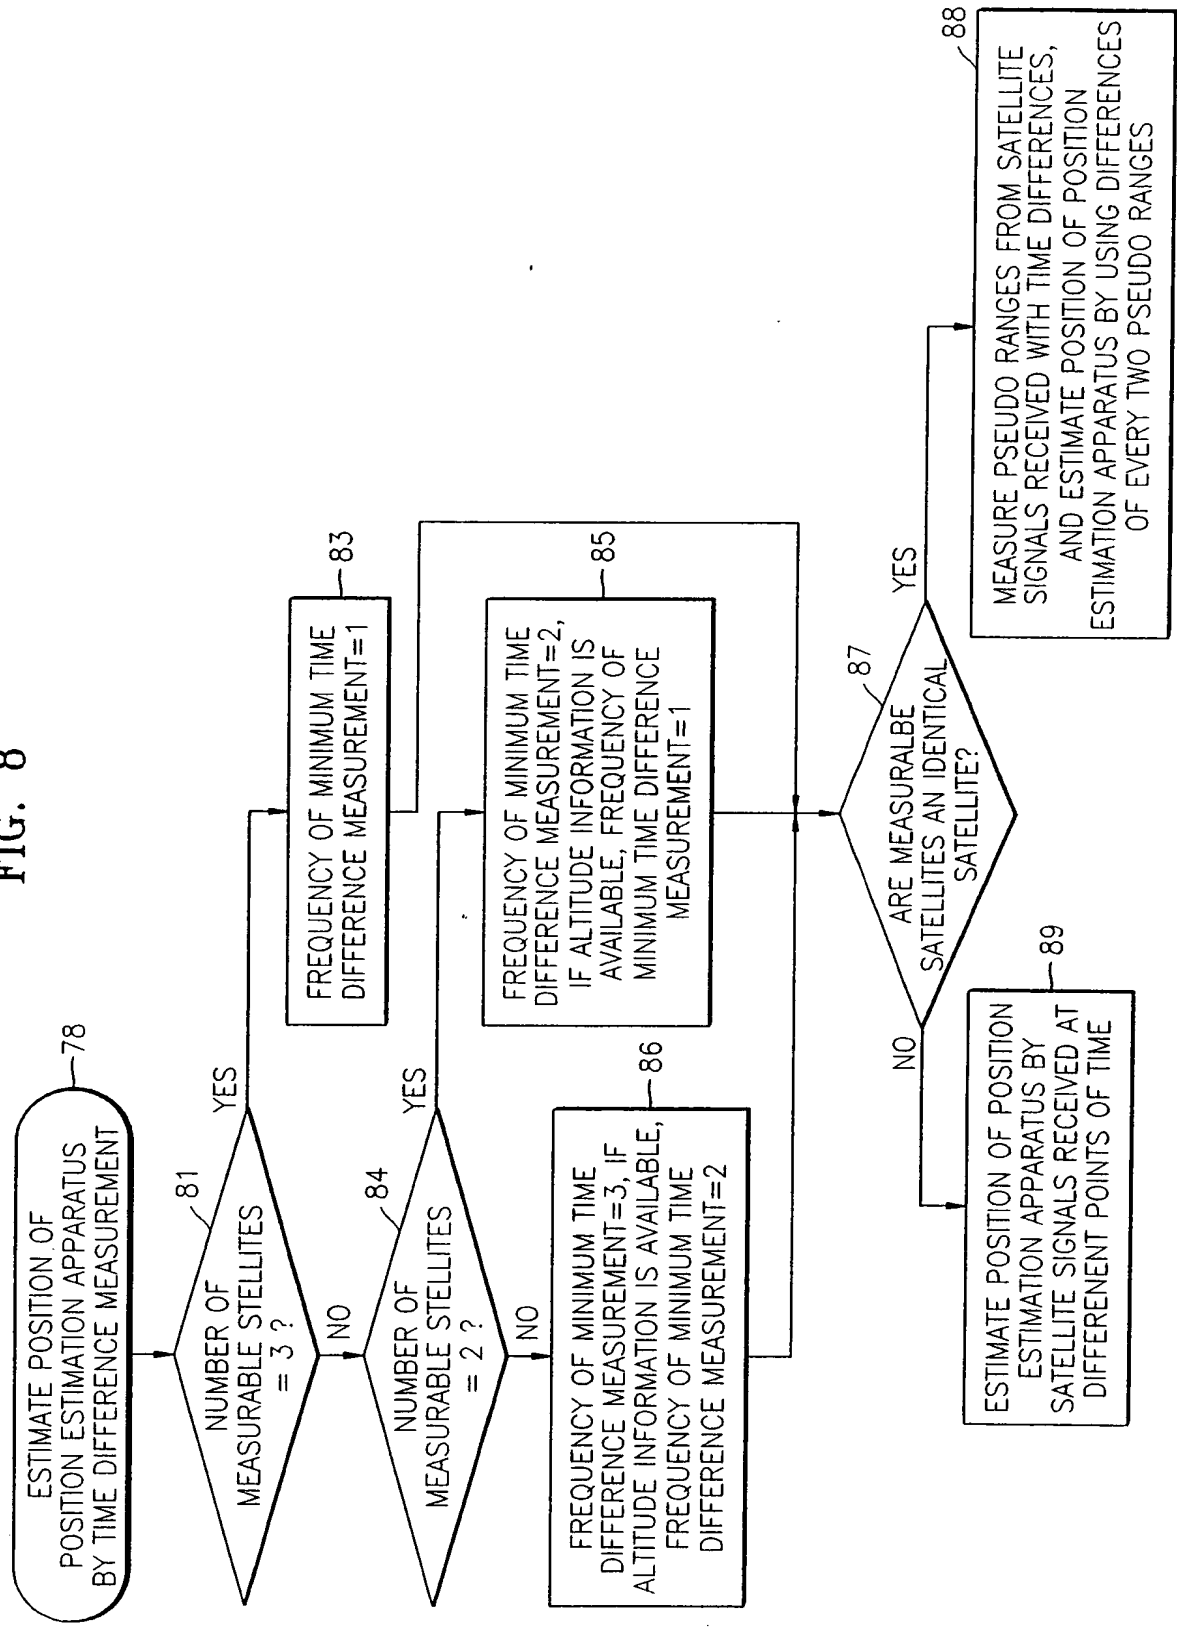 FIG. 8
ESTIMATE POSITION OF
POSITION ESTIMATION APPARATUS
BY TIME DIFFERENCE MEASUREMENT
78
81
NUMBER OF
MEASURABLE STELLITES
= 3 ?
YES
NO
FREQUENCY OF MINIMUM TIME
DIFFERENCE MEASUREMENT=1
83
84
NUMBER OF
MEASURABLE STELLITES
= 2 ?
YES
NO
FREQUENCY OF MINIMUM TIME
DIFFERENCE MEASUREMENT=2,
IF ALTITUDE INFORMATION IS
AVAILABLE, FREQUENCY OF
MINIMUM TIME DIFFERENCE
MEASUREMENT=1
85
FREQUENCY OF MINIMUM TIME
DIFFERENCE MEASUREMENT=3, IF
ALTITUDE INFORMATION IS AVAILABLE,
FREQUENCY OF MINIMUM TIME
DIFFERENCE MEASUREMENT=2
86
87
ARE MEASURALBE
SATELLITES AN IDENTICAL
SATELLITE?
NO
YES
ESTIMATE POSITION OF POSITION
ESTIMATION APPARATUS BY
SATELLITE SIGNALS RECEIVED AT
DIFFERENT POINTS OF TIME
89
MEASURE PSEUDO RANGES FROM SATELLITE
SIGNALS RECEIVED WITH TIME DIFFERENCES,
AND ESTIMATE POSITION OF POSITION
ESTIMATION APPARATUS BY USING DIFFERENCES
OF EVERY TWO PSEUDO RANGES
88